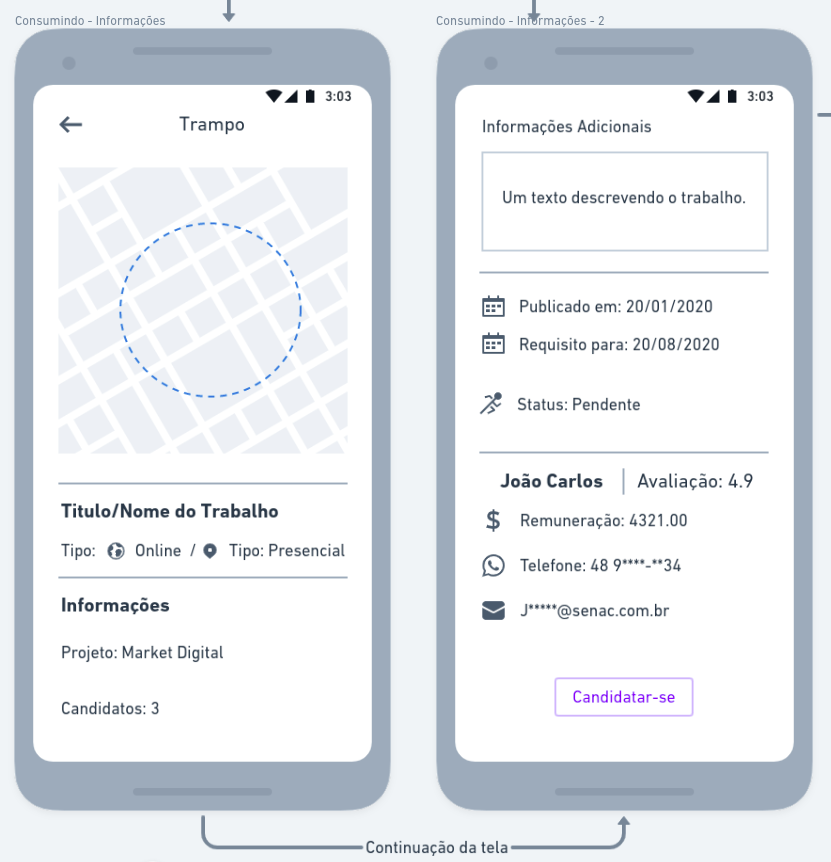 Consumindo - Informações
3:03
Trampo
Titulo/Nome do Trabalho
Tipo: Online / Tipo: Presencial
Informações
Projeto: Market Digital
Candidatos: 3
Consumindo - Informações - 2
3:03
Informações Adicionais
Um texto descrevendo o trabalho.
Publicado em: 20/01/2020
Requisito para: 20/08/2020
Status: Pendente
João Carlos | Avaliação: 4.9
Remuneração: 4321.00
Telefone: 48 9****-**34
J*****@senac.com.br
Candidatar-se
Continuação da tela